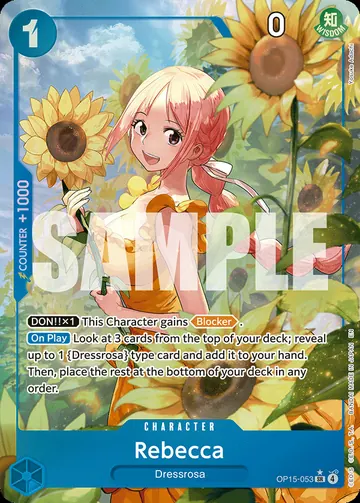 1
0
知
WISDOM
COUNTER +1000
SAMPLE
DON!!×1 This Character gains Blocker.
On Play Look at 3 cards from the top of your deck; reveal
up to 1 {Dressrosa} type card and add it to your hand.
Then, place the rest at the bottom of your deck in any
order.
CHARACTER
Rebecca
Dressrosa
OP15-053 SR 4